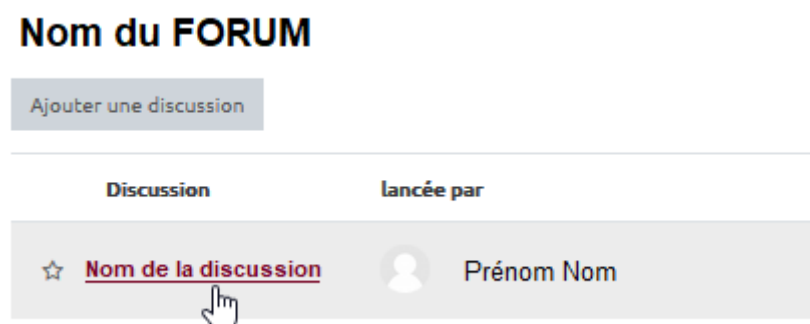 Nom du FORUM
Ajouter une discussion
Discussion lancée par
Nom de la discussion Prénom Nom